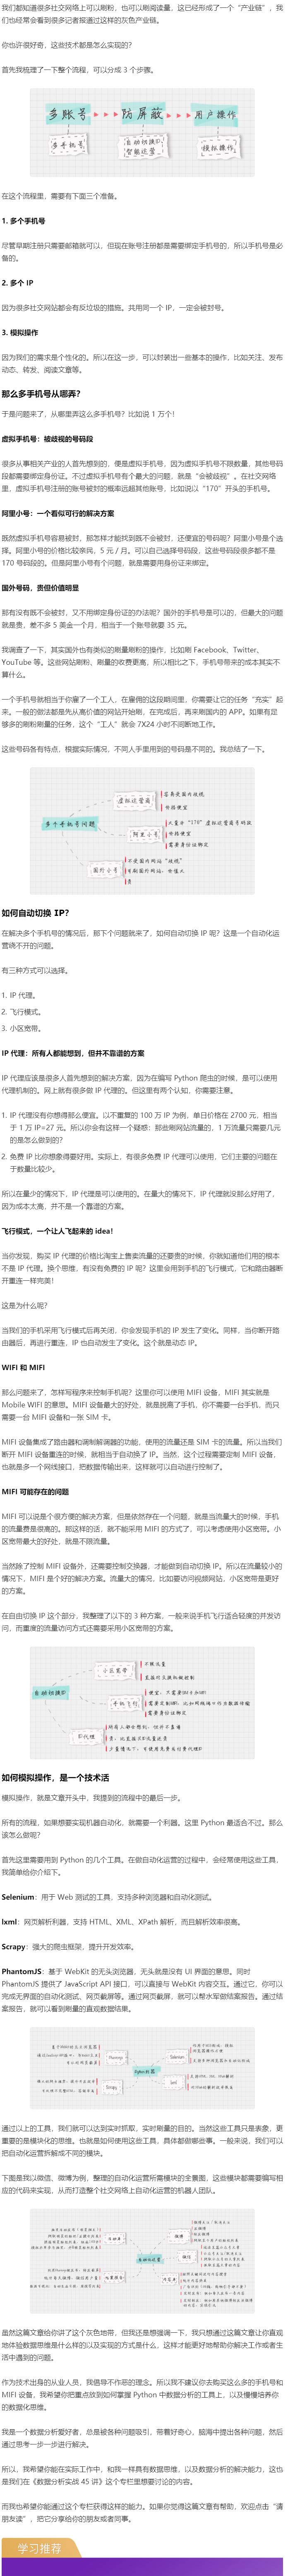 我们都知道很多社交网络上可以刷粉，也可以刷阅读量，这已经形成了一个“产业链”，我
们也经常会看到很多记者报道过这样的灰色产业链。
你也许很好奇，这些技术都是怎么实现的？
首先我梳理了一下整个流程，可以分成 3 个步骤。
多账号 防屏蔽 用户操作
多手机号 自动切换IP 智能运营 模拟操作
在这个流程里，需要有下面三个准备。
1. 多个手机号
尽管早期注册只需要邮箱就可以，但现在账号注册都是需要绑定手机号的，所以手机号是必
备的。
2. 多个 IP
因为很多社交网站都会有反垃圾的措施。共用同一个 IP，一定会被封号。
3. 模拟操作
因为我们的需求是个性化的。所以在这一步，可以封装出一些基本的操作，比如关注、发布
动态、转发、阅读文章等。
那么多手机号从哪弄？
于是问题来了，从哪里弄这么多手机号？比如说 1 万个！
虚拟手机号：被歧视的号码段
很多从事相关产业的人首先想到的，便是虚拟手机号，因为虚拟手机号不限数量，其他号码
段都需要绑定身份证。不过虚拟手机号有个最大的问题，就是“会被歧视”。在社交网络
里，虚拟手机号注册的账号被封的概率远超其他账号，比如说以“170”开头的手机号。
阿里小号：一个看似可行的解决方案
既然虚拟手机号容易被封，那怎样才能找到既不会被封，还便宜的号码呢？阿里小号是个选
择。阿里小号的价格比较亲民，5 元 / 月。可以自己选择号码段，这些号码段很多都不是
170 号码段的。但是阿里小号有个问题，就是需要用身份证来绑定。
国外号码，贵但价值明显
那有没有既不会被封，又不用绑定身份证的办法呢？国外的手机号是可以的，但最大的问题
就是贵，差不多 5 美金一个月，相当于一个账号就要 35 元。
我调查了一下，其实国外也有类似的刷量刷粉的操作，比如刷 Facebook、Twitter、
YouTube 等。这些网站刷粉、刷量的收费更高，所以相比之下，手机号带来的成本其实不
算什么。
一个手机号就相当于你雇了一个工人，在雇佣的这段期间里，你需要让它的任务“充实”起
来。一般的做法都是先从高价值的网站开始刷，在完成后，再来刷国内的 APP。如果有足
够多的刷粉刷量的任务，这个“工人”就会 7X24 小时不间断地工作。
这些号码各有特点，根据实际情况，不同人手里用到的号码是不同的。我总结了一下。
多个手机号问题
虚拟运营商
容易受国内歧视
价格便宜
阿里小号
大量非“170”虚拟运营商号码段
价格便宜
需要身份证绑定
国外小号
不受国内网站“歧视”
可刷国外网站，价值大
贵
如何自动切换 IP？
在解决多个手机号的情况后，那下个问题就来了，如何自动切换 IP 呢？这是一个自动化运
营绕不开的问题。
有三种方式可以选择。
1. IP 代理。
2. 飞行模式。
3. 小区宽带。
IP 代理：所有人都能想到，但并不靠谱的方案
IP 代理应该是很多人首先想到的解决方案，因为在编写 Python 爬虫的时候，是可以使用
代理机制的。网上就有很多做 IP 代理的。但这里有两个认知，你需要注意。
1. IP 代理没有你想得那么便宜。以不重复的 100 万 IP 为例，单日价格在 2700 元，相当
于 1 万 IP=27 元。所以你会有这样一个疑惑：那些刷网站流量的，1 万流量只需要几元
的是怎么做到的？
2. 免费 IP 比你想象得要好用。实际上，有很多免费 IP 代理可以使用，它们主要的问题在
于数量比较少。
所以在量少的情况下，IP 代理是可以使用的。在量大的情况下，IP 代理就没那么好用了，
因为成本太高，并不是一个靠谱的方案。
飞行模式，一个让人飞起来的 idea！
当你发现，购买 IP 代理的价格比淘宝上售卖流量的还要贵的时候，你就知道他们用的根本
不是 IP 代理。换个思维，有没有免费的 IP 呢？这里会用到手机的飞行模式，它和路由器断
开重连一样完美！
这是为什么呢？
当我们的手机采用飞行模式后再关闭，你会发现手机的 IP 发生了变化。同样，当你断开路
由器后，再进行重连，IP 也自动发生了变化。这个就是动态 IP。
WIFI 和 MIFI
那么问题来了，怎样写程序来控制手机呢？这里你可以使用 MIFI 设备，MIFI 其实就是
Mobile WIFI 的意思。MIFI 设备最大的好处，就是脱离了手机，你不需要一台手机，而只
需要一台 MIFI 设备和一张 SIM 卡。
MIFI 设备集成了路由器和调制解调器的功能，使用的流量还是 SIM 卡的流量。所以当我们
断开 MIFI 设备重连的时候，就相当于自动换了 IP。当然，这个过程需要定制 MIFI 设备，
也就是多一个网线接口，把数据传输出来，这样就可以自动进行控制了。
MIFI 可能存在的问题
MIFI 可以说是个很方便的解决方案，但是依然存在一个问题，就是当流量大的时候，手机
的流量费是很高的。那这样的话，就不能采用 MIFI 的方式了，可以考虑使用小区宽带。小
区宽带最大的好处，就是不限流量。
当然除了控制 MIFI 设备外，还需要控制交换器，才能做到自动切换 IP。所以在流量较小的
情况下，MIFI 是个好的解决方案。流量大的情况，比如要访问视频网站，小区宽带是更好
的方案。
在自由切换 IP 这个部分，我整理了以下的 3 种方案，一般来说手机飞行适合轻度的并发访
问，而重度的流量访问方式还需要采用小区宽带的方案。
自动切换IP
小区宽带
不限流量
手机飞行
IP代理
如何模拟操作，是一个技术活
模拟操作，就是文章开头中，我提到的流程中的最后一步。
所有的流程，如果想要实现机器自动化，就需要一个利器。这里 Python 最适合不过。那么
该怎么做呢？
首先这里需要用到 Python 的几个工具。在做自动化运营的过程中，会经常使用这些工具，
我简单给你介绍下。
Selenium：用于 Web 测试的工具，支持多种浏览器和自动化测试。
lxml：网页解析利器，支持 HTML、XML、XPath 解析，而且解析效率很高。
Scrapy：强大的爬虫框架，提升开发效率。
PhantomJS：基于 WebKit 的无头浏览器，无头就是没有 UI 界面的意思。同时
PhantomJS 提供了 JavaScript API 接口，可以直接与 WebKit 内容交互。通过它，你可以
完成无界面的自动化测试、网页截屏等。通过网页截屏，就可以帮水军做结案报告。通过结
案报告，就可以看到刷量的直观数据结果。
Phantomjs
Selenium
Scrapy
lxml
通过以上的工具，我们就可以达到实时抓取，实时刷量的目的。当然这些工具只是表象，更
重要的是模块化的思维。也就是如何使用这些工具，具体都做哪些事。一般来说，我们可以
把自动化运营拆解成不同的模块。
下图是我以微信、微博为例，整理的自动化运营所需模块的全景图，这些模块都需要编写相
应的代码来实现，从而打造整个社交网络上自动化运营的机器人团队。
自动化运营
微博
微信
虽然这篇文章给你讲了这个灰色地带，但我还是想强调一下，我只想通过这篇文章让你直观
地体验数据思维是什么样的以及实现的方式是什么，这样才能更好地帮助你解决工作或者生
活中遇到的问题。
作为技术出身的从业人员，我倡导不作恶的理念。所以我不建议你去购买这么多的手机号和
MIFI 设备，我希望你把重点放到如何掌握 Python 中数据分析的工具上，以及慢慢培养你
的数据化思维。
我是一个数据分析爱好者，总是被各种问题吸引，带着好奇心，脑海中提出各种问题，然后
通过思考一步一步进行解决。
所以，我希望你能在实际工作中，和我一样具有数据思维，以及数据分析的解决能力，这也
是我们在《数据分析实战 45 讲》这个专栏里想要讨论的内容。
而我也希望你能通过这个专栏获得这样的能力。如果你觉得这篇文章有帮助，欢迎点击“请
朋友读”，把它分享给你的朋友或者同事。
学习推荐